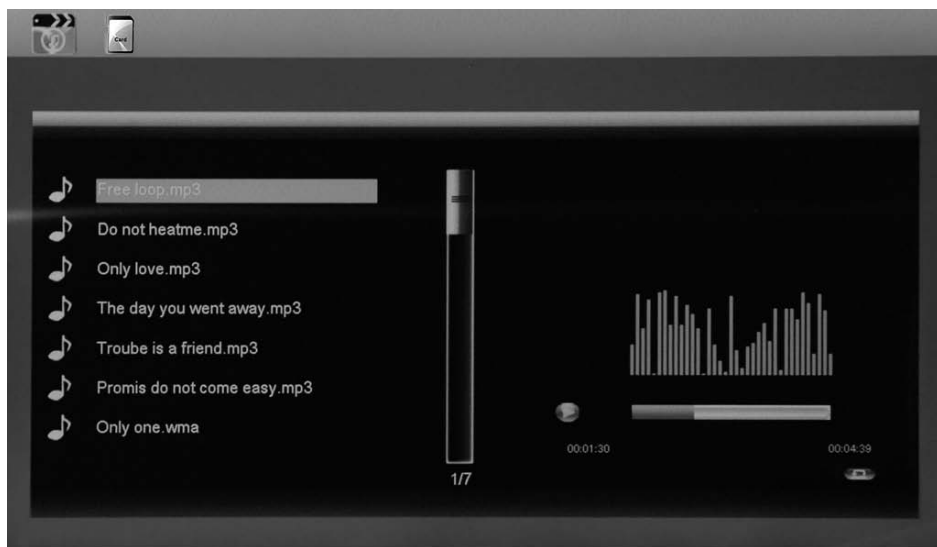 Card
Free loop.mp3
Do not heatme.mp3
Only love.mp3
The day you went away.mp3
Troube is a friend.mp3
Promis do not come easy.mp3
Only one.wma
1/7
00:01:30
00:04:39